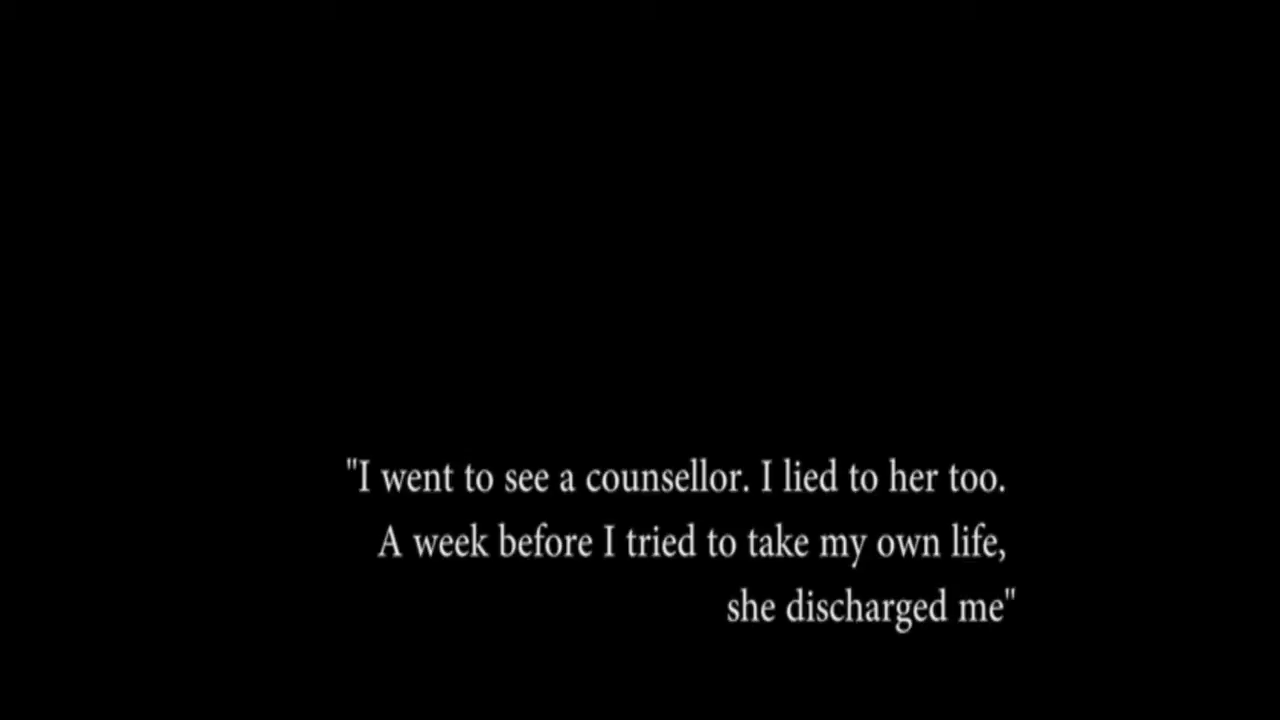 "I went to see a counsellor. I lied to her too.
A week before I tried to take my own life,
she discharged me"